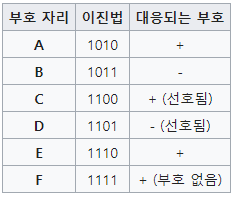 부호 자리 이진법 대응되는 부호
A 1010 +
B 1011 -
C 1100 + (선호됨)
D 1101 - (선호됨)
E 1110 +
F 1111 + (부호 없음)